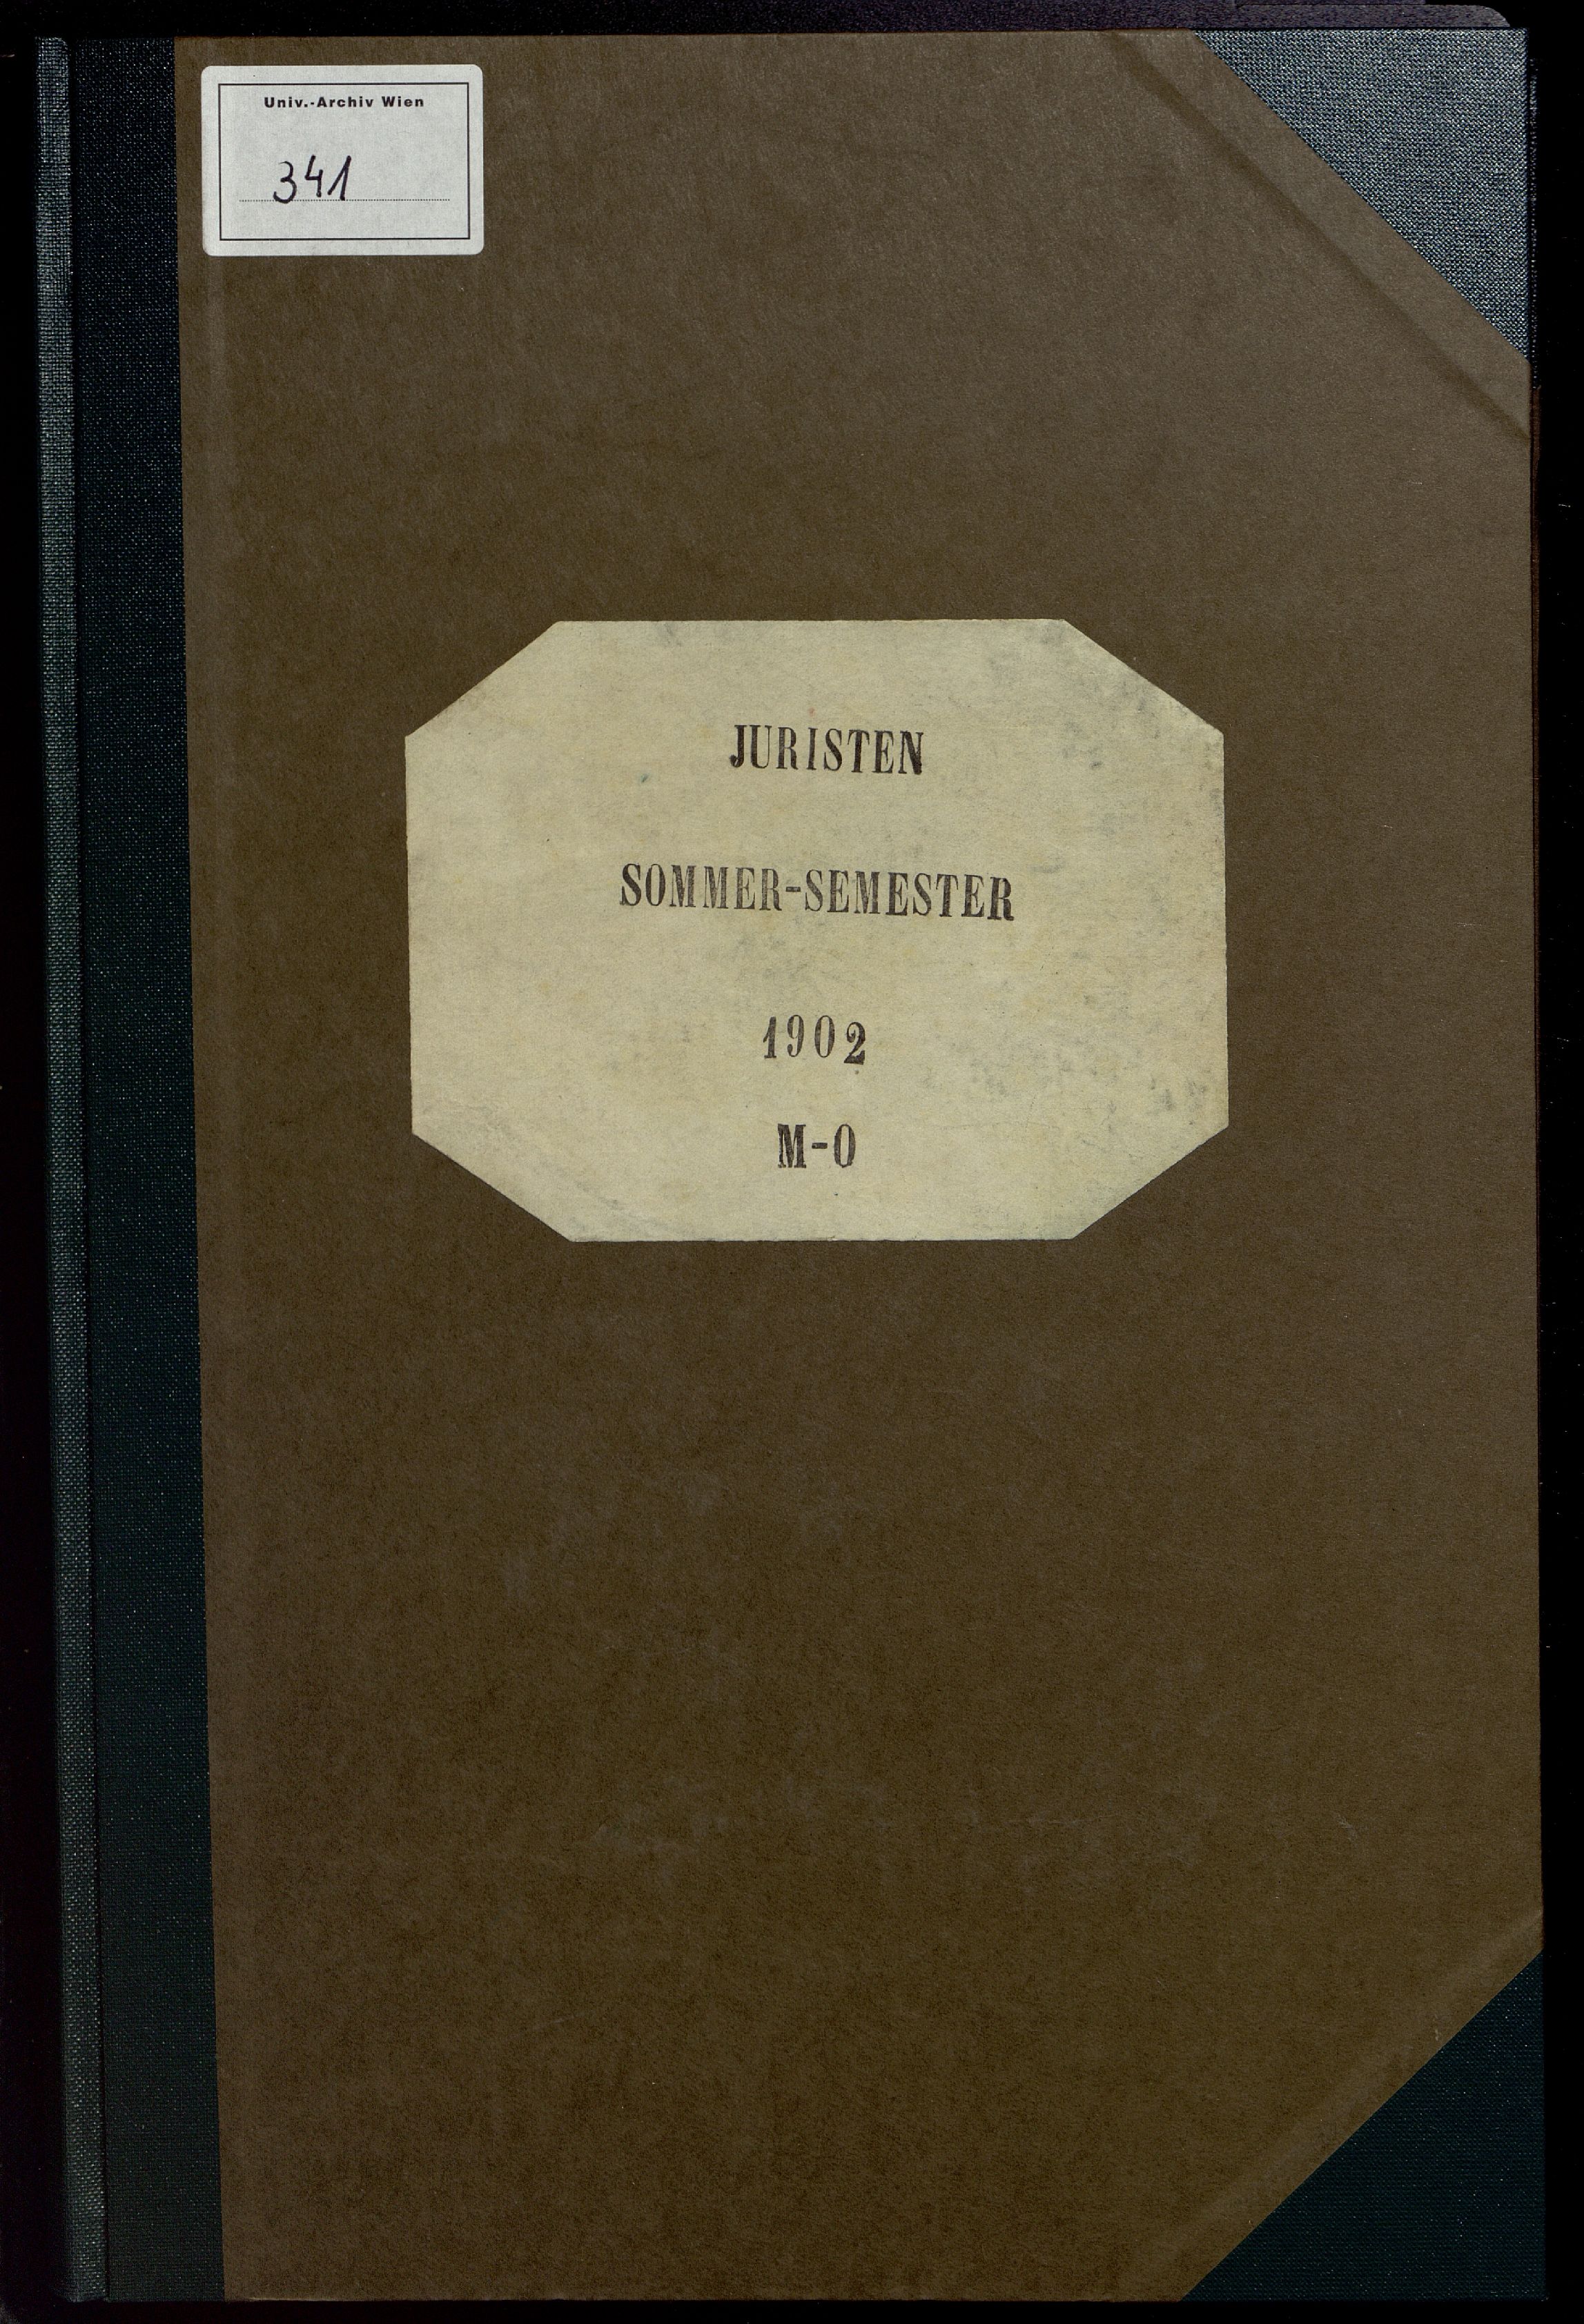 Univ.-Archiv Wien
341
JURISTEN
SOMMER-SEMESTER
1902
M-O